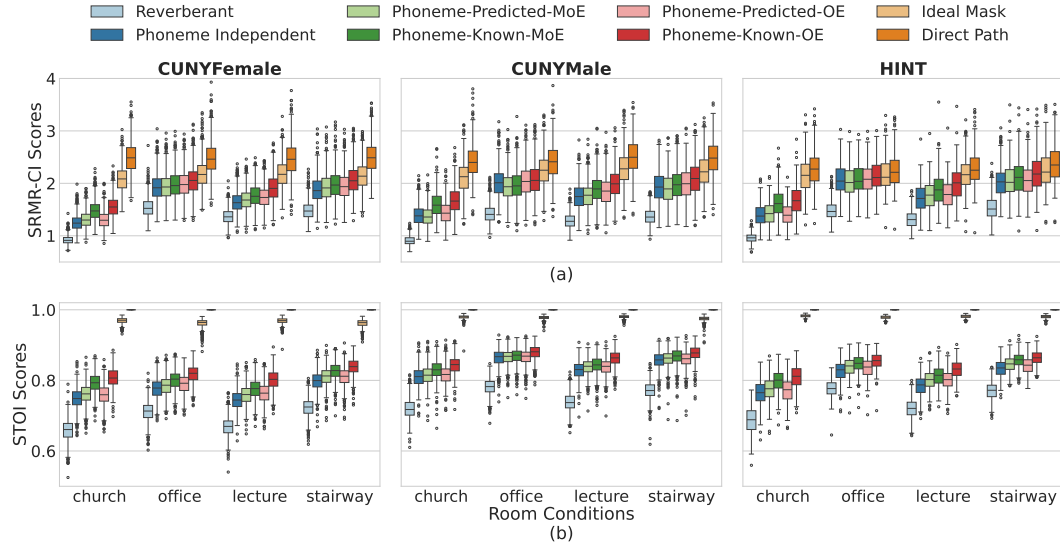 Reverberant Phoneme-Predicted-MoE Phoneme-Predicted-OE Ideal Mask
Phoneme Independent Phoneme-Known-MoE Phoneme-Known-OE Direct Path
CUNYFemale CUNYMale HINT
4
3
2
1
SRMR-CI Scores
(a)
1.0
0.8
0.6
STOI Scores
church office lecture stairway church office lecture stairway church office lecture stairway
Room Conditions
(b)